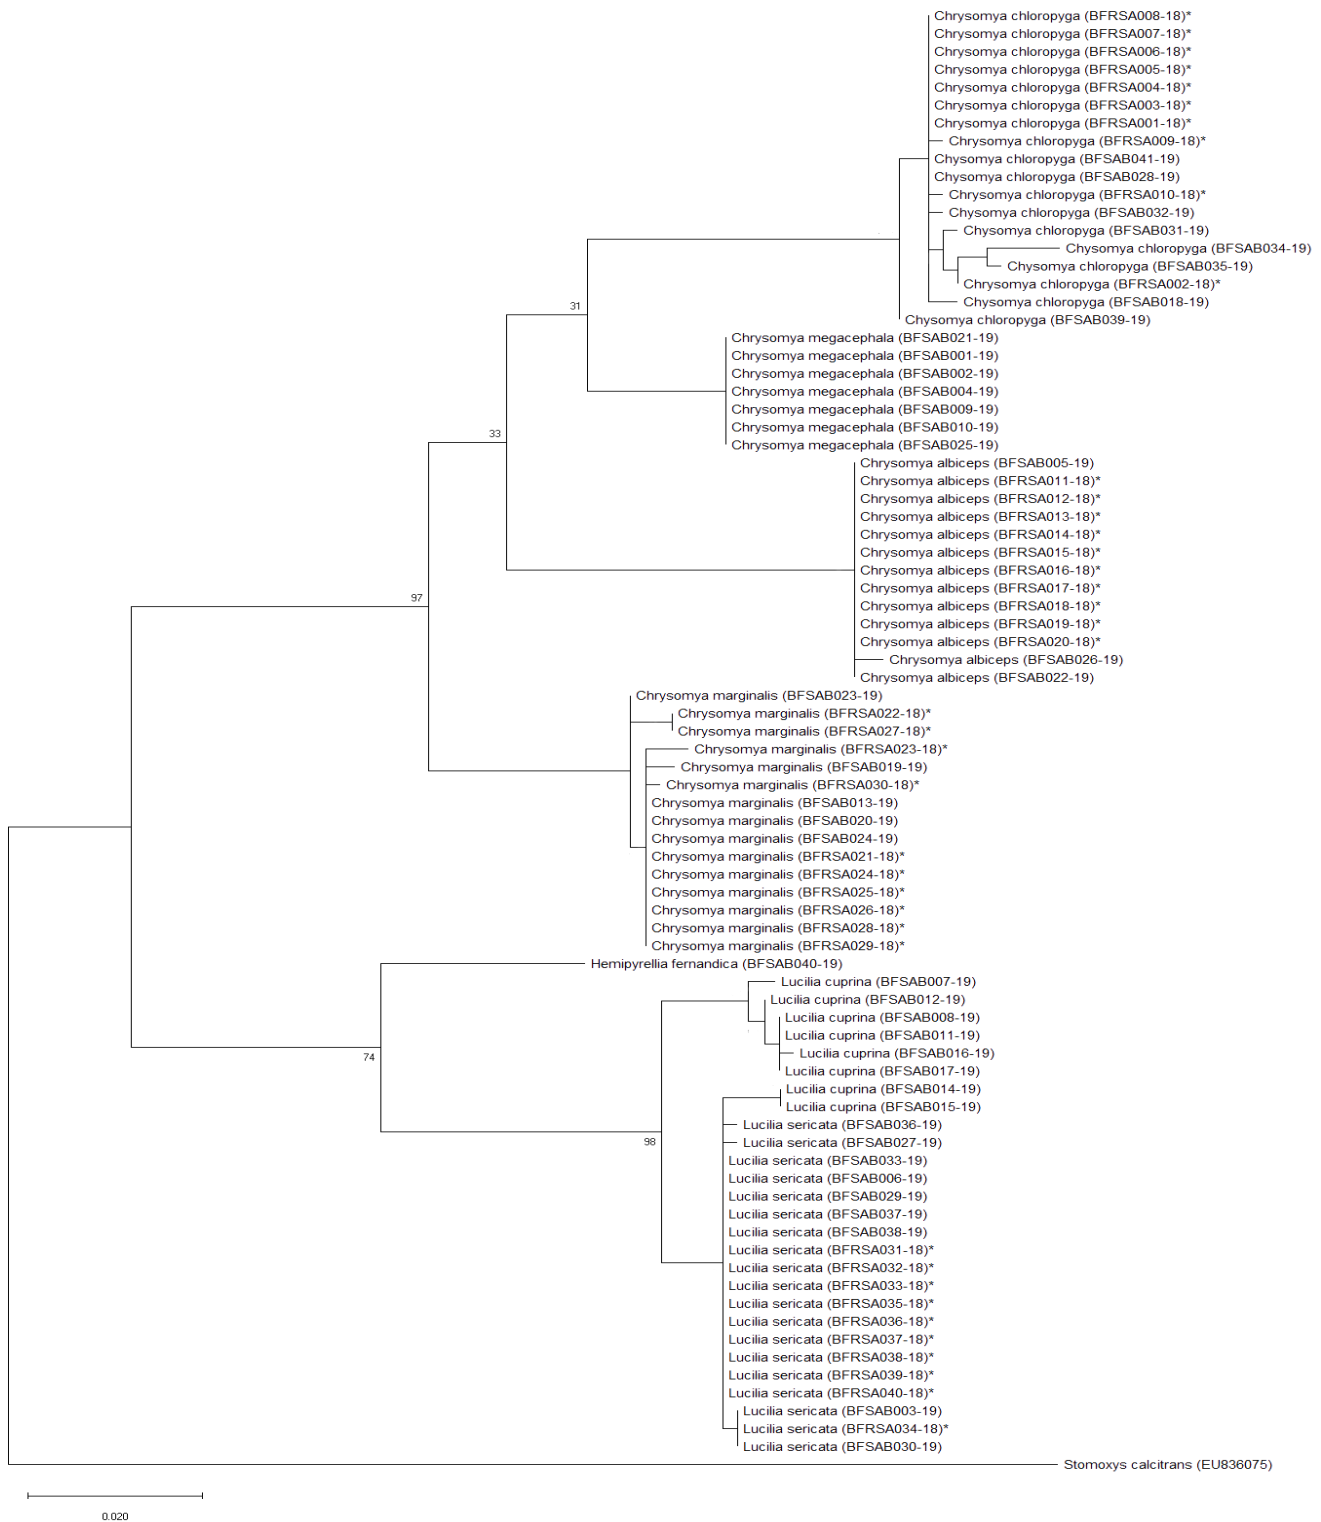 Chrysomya chloropyga (BFRSA008-18)*
Chrysomya chloropyga (BFRSA007-18)*
Chrysomya chloropyga (BFRSA006-18)*
Chrysomya chloropyga (BFRSA005-18)*
Chrysomya chloropyga (BFRSA004-18)*
Chrysomya chloropyga (BFRSA003-18)*
Chrysomya chloropyga (BFRSA001-18)*
Chrysomya chloropyga (BFRSA009-18)*
Chysomya chloropyga (BFSAB041-19)
Chysomya chloropyga (BFSAB028-19)
Chrysomya chloropyga (BFRSA010-18)*
Chysomya chloropyga (BFSAB032-19)
Chysomya chloropyga (BFSAB031-19)
Chysomya chloropyga (BFSAB034-19)
Chysomya chloropyga (BFSAB035-19)
Chrysomya chloropyga (BFRSA002-18)*
Chysomya chloropyga (BFSAB018-19)
31
Chysomya chloropyga (BFSAB039-19)
Chrysomya megacephala (BFSAB021-19)
Chrysomya megacephala (BFSAB001-19)
Chrysomya megacephala (BFSAB002-19)
Chrysomya megacephala (BFSAB004-19)
Chrysomya megacephala (BFSAB009-19)
Chrysomya megacephala (BFSAB010-19)
33
Chrysomya megacephala (BFSAB025-19)
Chrysomya albiceps (BFSAB005-19)
Chrysomya albiceps (BFRSA011-18)*
Chrysomya albiceps (BFRSA012-18)*
Chrysomya albiceps (BFRSA013-18)*
Chrysomya albiceps (BFRSA014-18)*
Chrysomya albiceps (BFRSA015-18)*
Chrysomya albiceps (BFRSA016-18)*
Chrysomya albiceps (BFRSA017-18)*
97
Chrysomya albiceps (BFRSA018-18)*
Chrysomya albiceps (BFRSA019-18)*
Chrysomya albiceps (BFRSA020-18)*
Chrysomya albiceps (BFSAB026-19)
Chrysomya albiceps (BFSAB022-19)
Chrysomya marginalis (BFSAB023-19)
Chrysomya marginalis (BFRSA022-18)*
Chrysomya marginalis (BFRSA027-18)*
Chrysomya marginalis (BFRSA023-18)*
Chrysomya marginalis (BFSAB019-19)
Chrysomya marginalis (BFRSA030-18)*
Chrysomya marginalis (BFSAB013-19)
Chrysomya marginalis (BFSAB020-19)
Chrysomya marginalis (BFSAB024-19)
Chrysomya marginalis (BFRSA021-18)*
Chrysomya marginalis (BFRSA024-18)*
Chrysomya marginalis (BFRSA025-18)*
Chrysomya marginalis (BFRSA026-18)*
Chrysomya marginalis (BFRSA028-18)*
Chrysomya marginalis (BFRSA029-18)*
Hemipyrellia fernandica (BFSAB040-19)
Lucilia cuprina (BFSAB007-19)
Lucilia cuprina (BFSAB012-19)
Lucilia cuprina (BFSAB008-19)
Lucilia cuprina (BFSAB011-19)
Lucilia cuprina (BFSAB016-19)
74
Lucilia cuprina (BFSAB017-19)
Lucilia cuprina (BFSAB014-19)
Lucilia cuprina (BFSAB015-19)
Lucilia sericata (BFSAB036-19)
98
Lucilia sericata (BFSAB027-19)
Lucilia sericata (BFSAB033-19)
Lucilia sericata (BFSAB006-19)
Lucilia sericata (BFSAB029-19)
Lucilia sericata (BFSAB037-19)
Lucilia sericata (BFSAB038-19)
Lucilia sericata (BFRSA031-18)*
Lucilia sericata (BFRSA032-18)*
Lucilia sericata (BFRSA033-18)*
Lucilia sericata (BFRSA035-18)*
Lucilia sericata (BFRSA036-18)*
Lucilia sericata (BFRSA037-18)*
Lucilia sericata (BFRSA038-18)*
Lucilia sericata (BFRSA039-18)*
Lucilia sericata (BFRSA040-18)*
Lucilia sericata (BFSAB003-19)
Lucilia sericata (BFRSA034-18)*
Lucilia sericata (BFSAB030-19)
Stomoxys calcitrans (EU836075)
0.020